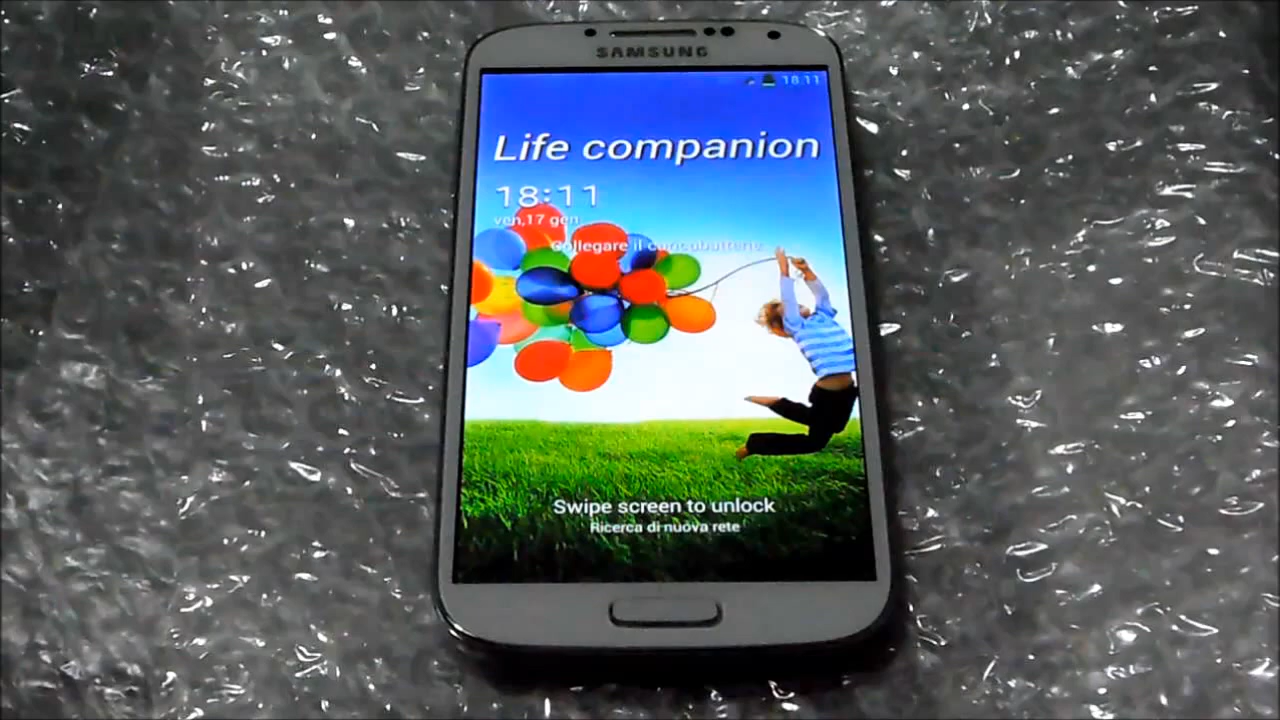 SAMSUNG
18:11
Life companion
18:11
ven, 17 gen
Collegare il caricabatterie.
Swipe screen to unlock
Ricerca di nuova rete